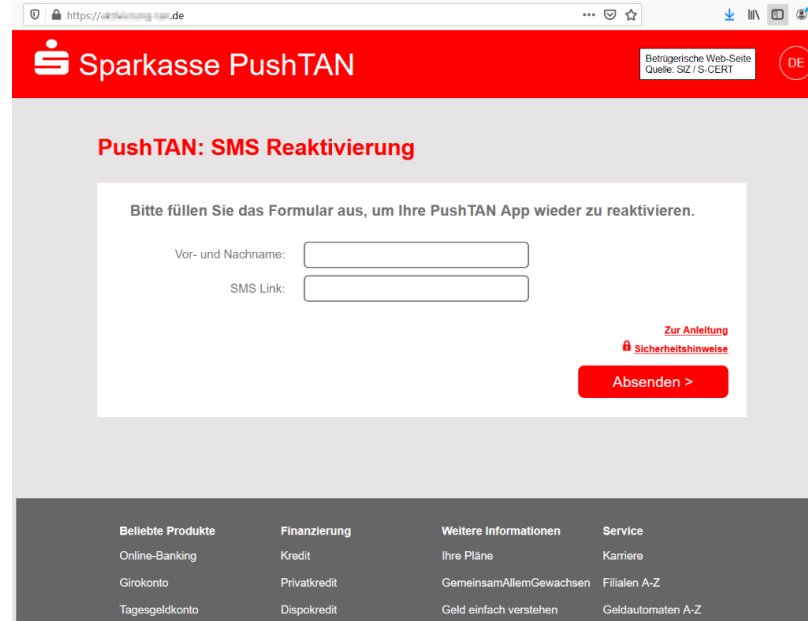 https:// .de
Sparkasse PushTAN
Betrügerische Web-Seite
Quelle: SIZ / S-CERT
DE
PushTAN: SMS Reaktivierung
Bitte füllen Sie das Formular aus, um Ihre PushTAN App wieder zu reaktivieren.
Vor- und Nachname:
SMS Link:
Zur Anleitung
Sicherheitshinweise
Absenden >
Beliebte Produkte Finanzierung Weitere Informationen Service
Online-Banking Kredit Ihre Pläne Karriere
Girokonto Privatkredit GemeinsamAllemGewachsen Filialen A-Z
Tagesgeldkonto Dispokredit Geld einfach verstehen Geldautomaten A-Z